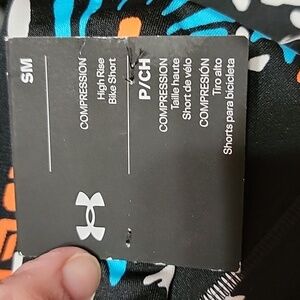 SM
COMPRESSION
High Rise
Bike Short
P/CH
COMPRESSION
Taille haute
Short de vélo
COMPRESIÓN
Tiro alto
Shorts para bicicleta